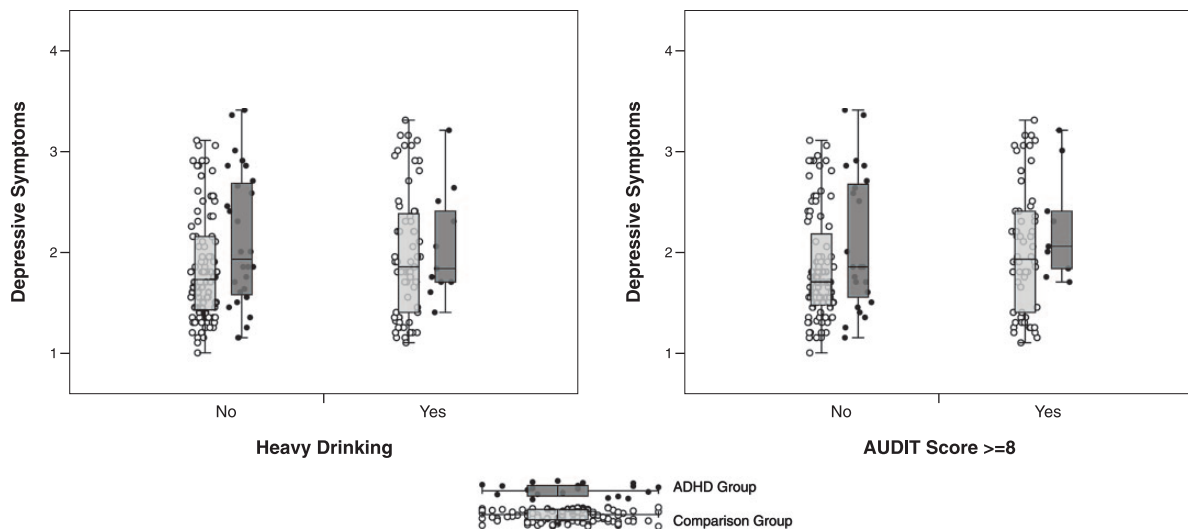 Depressive Symptoms
4
3
2
1
No
Yes
Heavy Drinking
Depressive Symptoms
4
3
2
1
No
Yes
AUDIT Score >=8
ADHD Group
Comparison Group